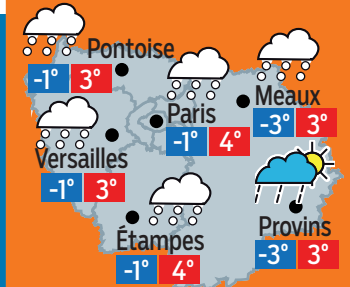 Pontoise
-1° 3°
Paris
-1° 4°
Meaux
-3° 3°
Versailles
-1° 3°
Étampes
-1° 4°
Provins
-3° 3°